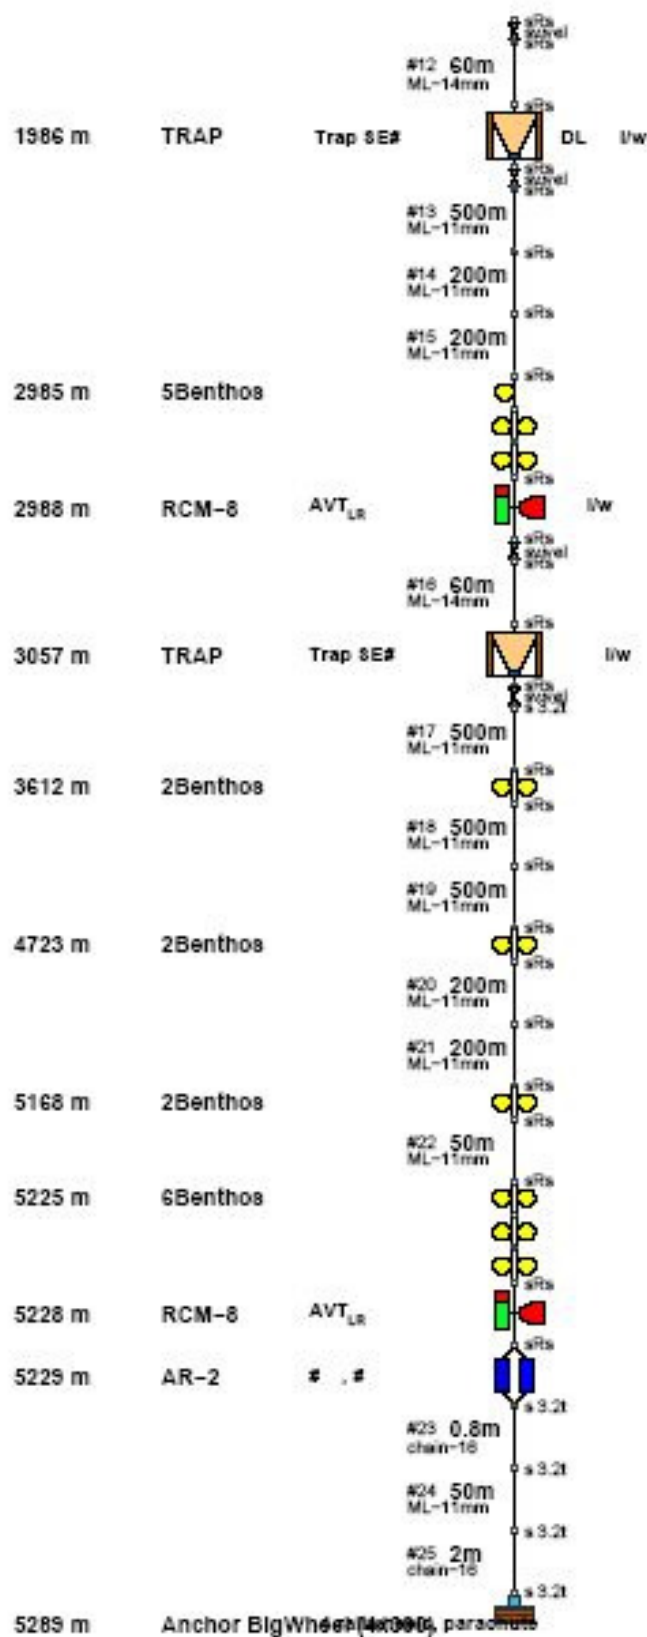 sRs
swivel
sRs
#12 60m
ML-14mm
sRs
1986 m TRAP Trap SE# DL I/w
sRs
swivel
sRs
#13 500m
ML-11mm
sRs
#14 200m
ML-11mm
sRs
#15 200m
ML-11mm
sRs
2985 m 5Benthos
sRs
2988 m RCM-8 AVTLR I/w
sRs
swivel
sRs
#16 60m
ML-14mm
sRs
3057 m TRAP Trap SE# I/w
sRs
swivel
s 3.2t
#17 500m
ML-11mm
sRs
3612 m 2Benthos
sRs
#18 500m
ML-11mm
sRs
#19 500m
ML-11mm
sRs
4723 m 2Benthos
sRs
#20 200m
ML-11mm
sRs
#21 200m
ML-11mm
sRs
5168 m 2Benthos
sRs
#22 50m
ML-11mm
sRs
5225 m 6Benthos
sRs
5228 m RCM-8 AVTLR
sRs
5229 m AR-2 # . #
s 3.2t
#23 0.8m
chain-16
s 3.2t
#24 50m
ML-11mm
s 3.2t
#25 2m
chain-16
s 3.2t
5289 m Anchor BigWheel parachute